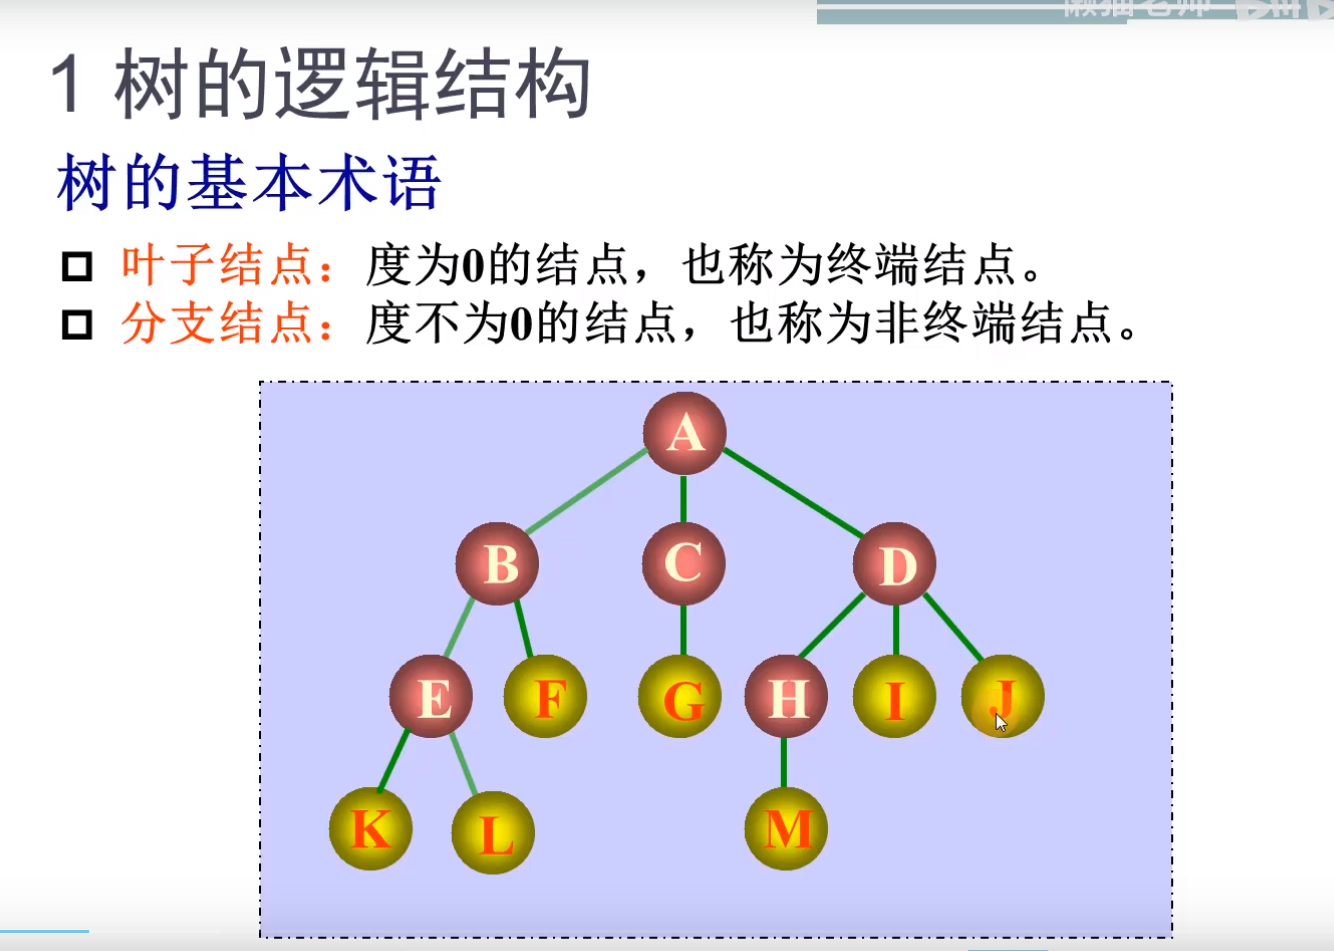 1 树的逻辑结构
树的基本术语
叶子结点：度为0的结点，也称为终端结点。
分支结点：度不为0的结点，也称为非终端结点。
A
B C D
E F G H I J
K L M